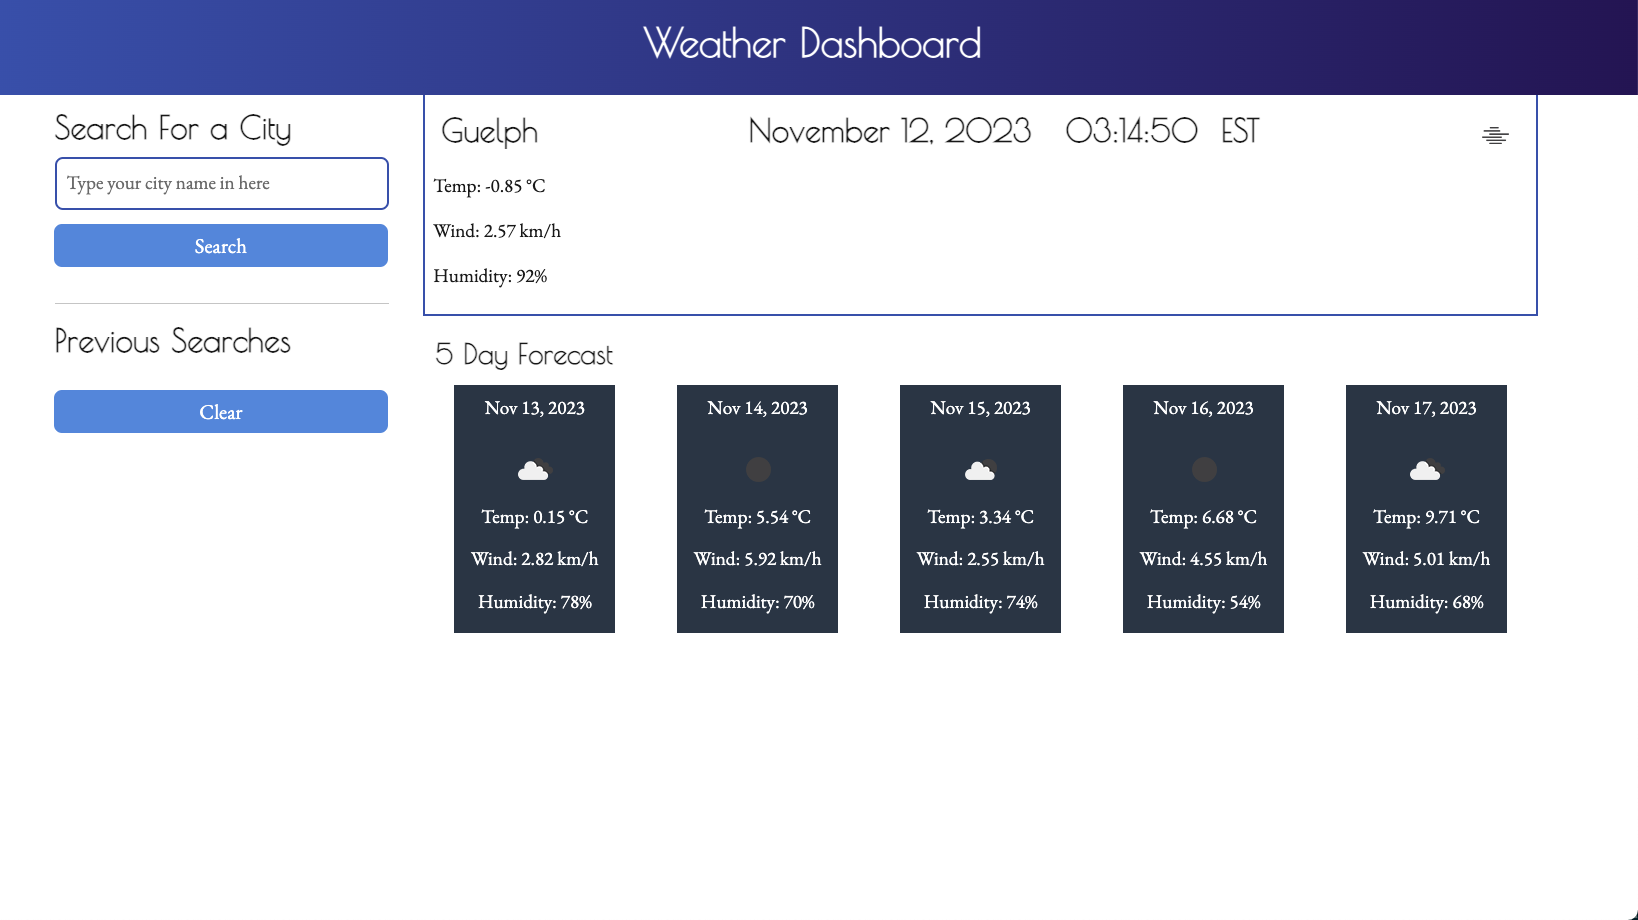 Weather Dashboard
Search For a City
Type your city name in here
Search
Previous Searches
Clear
Guelph November 12, 2023 03:14:50 EST
Temp: -0.85 °C
Wind: 2.57 km/h
Humidity: 92%
5 Day Forecast
Nov 13, 2023
Temp: 0.15 °C
Wind: 2.82 km/h
Humidity: 78%
Nov 14, 2023
Temp: 5.54 °C
Wind: 5.92 km/h
Humidity: 70%
Nov 15, 2023
Temp: 3.34 °C
Wind: 2.55 km/h
Humidity: 74%
Nov 16, 2023
Temp: 6.68 °C
Wind: 4.55 km/h
Humidity: 54%
Nov 17, 2023
Temp: 9.71 °C
Wind: 5.01 km/h
Humidity: 68%